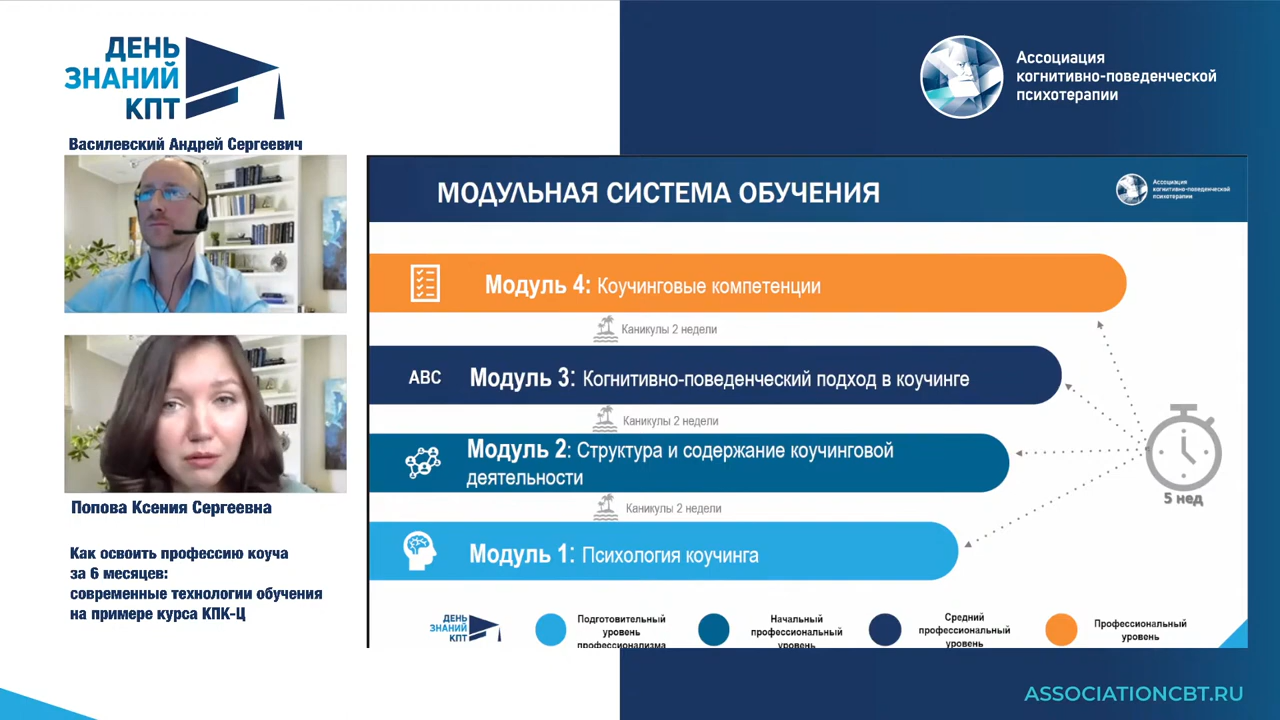 ДЕНЬ
ЗНАНИЙ
КПТ
Ассоциация
когнитивно-поведенческой
психотерапии
Василевский Андрей Сергеевич
Попова Ксения Сергеевна
Как освоить профессию коуча
за 6 месяцев:
современные технологии обучения
на примере курса КПК-Ц
МОДУЛЬНАЯ СИСТЕМА ОБУЧЕНИЯ
Ассоциация
когнитивно-поведенческой
психотерапии
Модуль 4: Коучинговые компетенции
Каникулы 2 недели
ABC
Модуль 3: Когнитивно-поведенческий подход в коучинге
Каникулы 2 недели
Модуль 2: Структура и содержание коучинговой
деятельности
Каникулы 2 недели
Модуль 1: Психология коучинга
5 нед
ДЕНЬ
ЗНАНИЙ
КПТ
Подготовительный
уровень
профессионализма
Начальный
профессиональный
уровень
Средний
профессиональный
уровень
Профессиональный
уровень
ASSOCIATIONCBT.RU